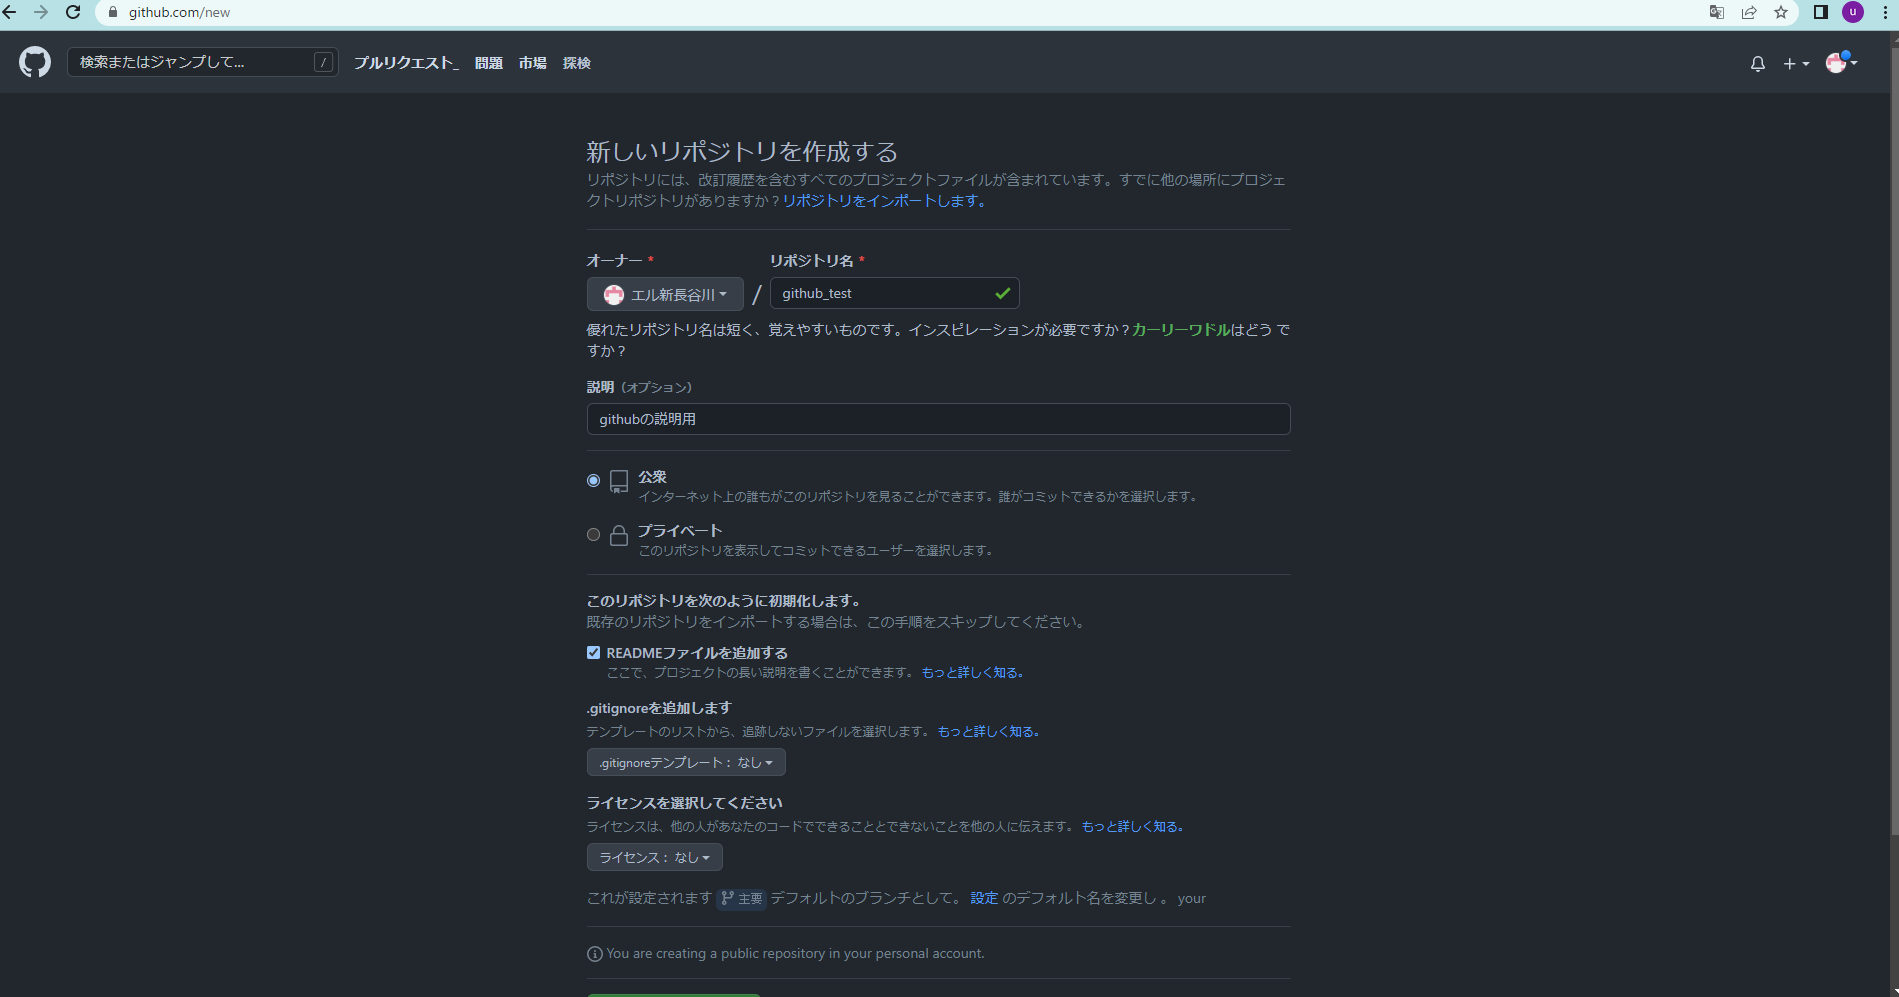 github.com/new
u
検索またはジャンプして...
/
プルリクエスト_ 問題 市場 探検
新しいリポジトリを作成する
リポジトリには、改訂履歴を含むすべてのプロジェクトファイルが含まれています。すでに他の場所にプロジェ
クトリポジトリがありますか？リポジトリをインポートします。
オーナー * リポジトリ名 *
エル新長谷川 / github_test
優れたリポジトリ名は短く、覚えやすいものです。インスピレーションが必要ですか？カーリーワドルはどう で
すか？
説明（オプション）
githubの説明用
公衆
インターネット上の誰もがこのリポジトリを見ることができます。誰がコミットできるかを選択します。
プライベート
このリポジトリを表示してコミットできるユーザーを選択します。
このリポジトリを次のように初期化します。
既存のリポジトリをインポートする場合は、この手順をスキップしてください。
READMEファイルを追加する
ここで、プロジェクトの長い説明を書くことができます。 もっと詳しく知る。
.gitignoreを追加します
テンプレートのリストから、追跡しないファイルを選択します。 もっと詳しく知る。
.gitignoreテンプレート： なし
ライセンスを選択してください
ライセンスは、他の人があなたのコードでできることとできないことを他の人に伝えます。 もっと詳しく知る。
ライセンス： なし
これが設定されます 主要 デフォルトのブランチとして。 設定 のデフォルト名を変更し 。 your
You are creating a public repository in your personal account.